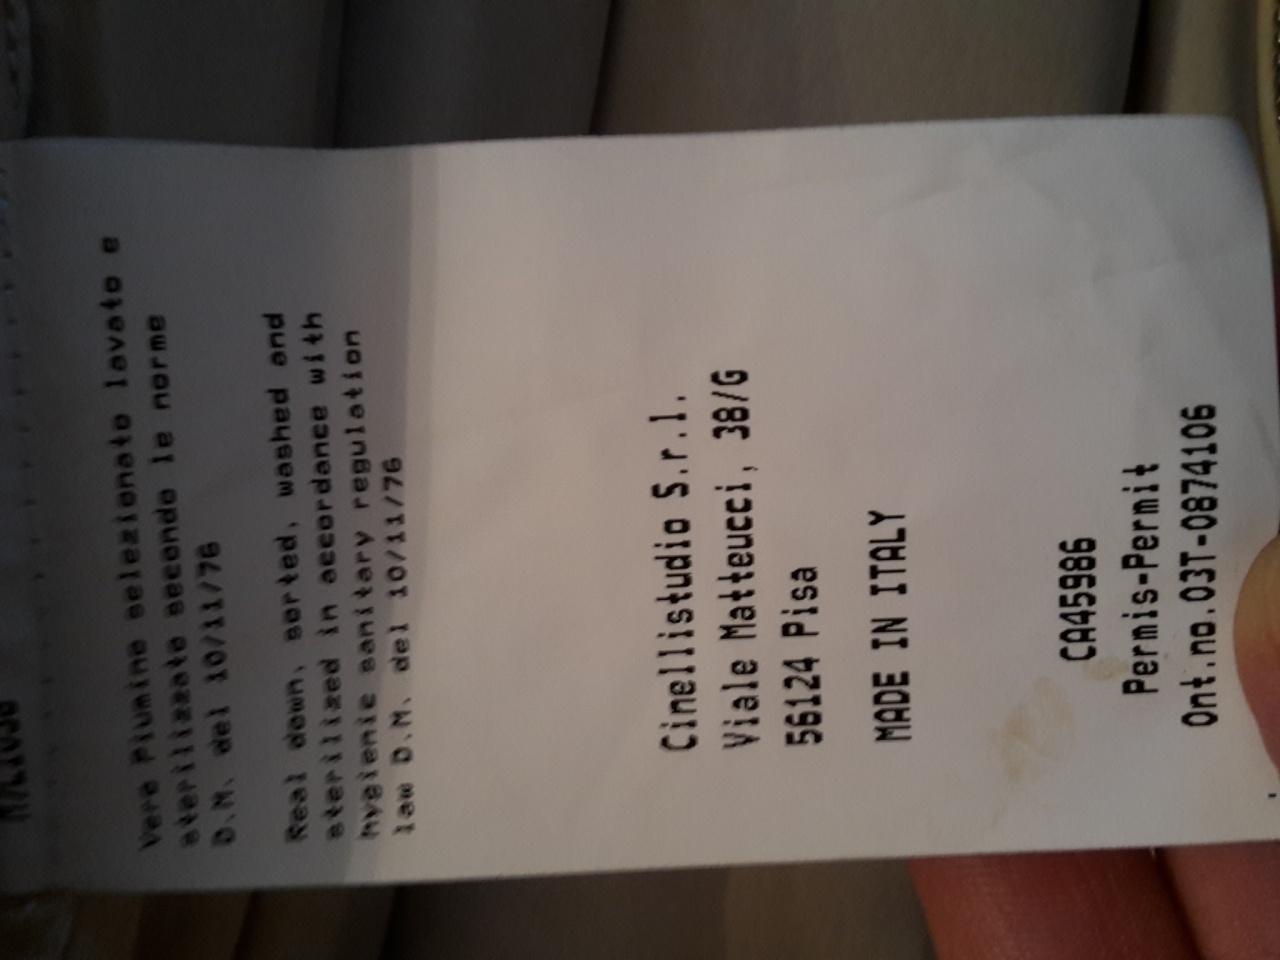 Vero Piumino selezionato lavato e
sterilizzato secondo le norme
D.M. del 10/11/76
Real down, sorted, washed and
sterilized in accordance with
hygienic sanitary regulation
law D.M. del 10/11/76
Cinellistudio S.r.l.
Viale Matteucci, 38/G
56124 Pisa
MADE IN ITALY
CA45986
Permis-Permit
Ont.no.03T-0874106